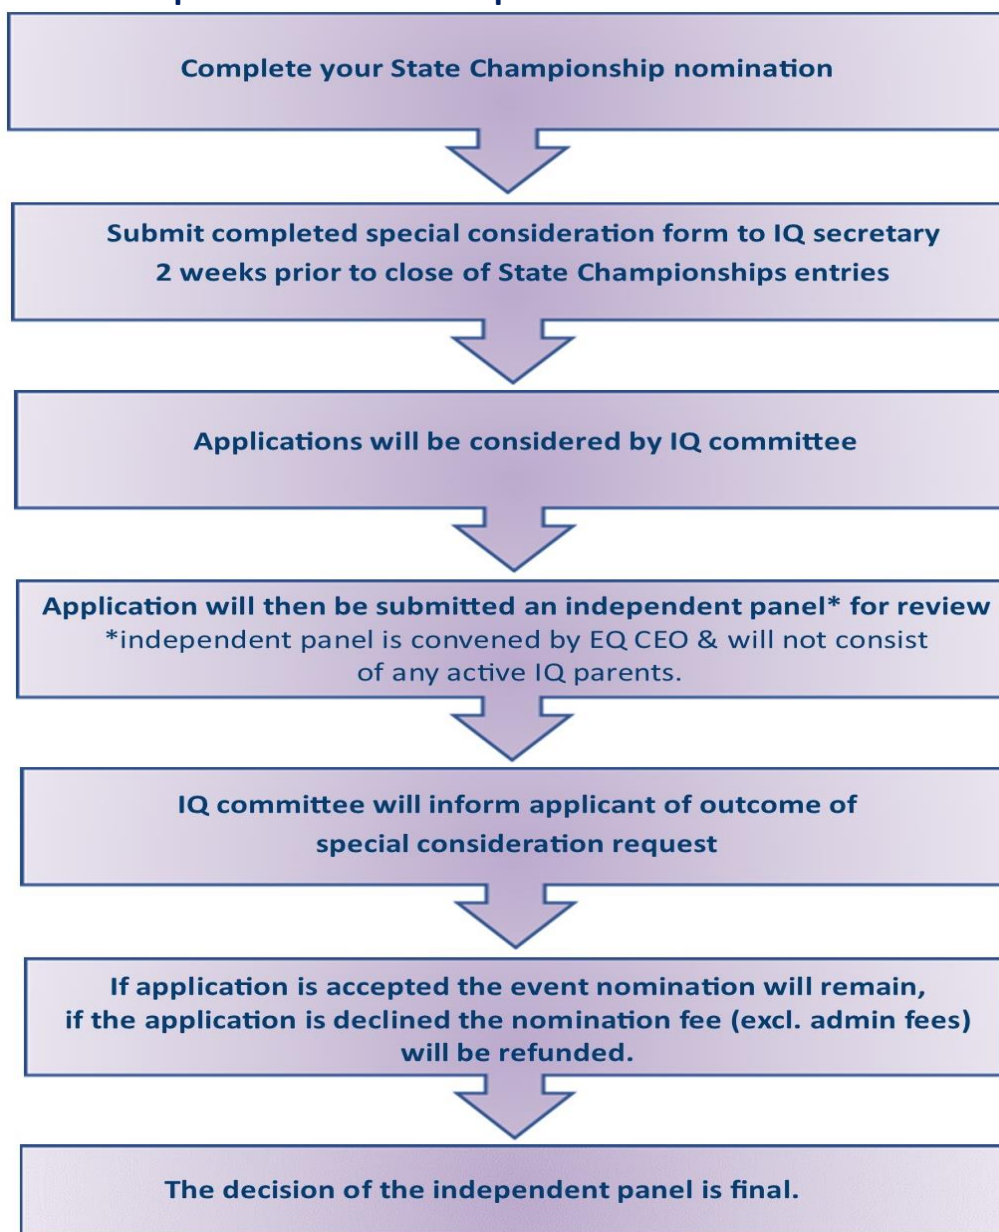 Complete your State Championship nomination
Submit completed special consideration form to IQ secretary
2 weeks prior to close of State Championships entries
Applications will be considered by IQ committee
Application will then be submitted an independent panel* for review
*independent panel is convened by EQ CEO & will not consist
of any active IQ parents.
IQ committee will inform applicant of outcome of
special consideration request
If application is accepted the event nomination will remain,
if the application is declined the nomination fee (excl. admin fees)
will be refunded.
The decision of the independent panel is final.